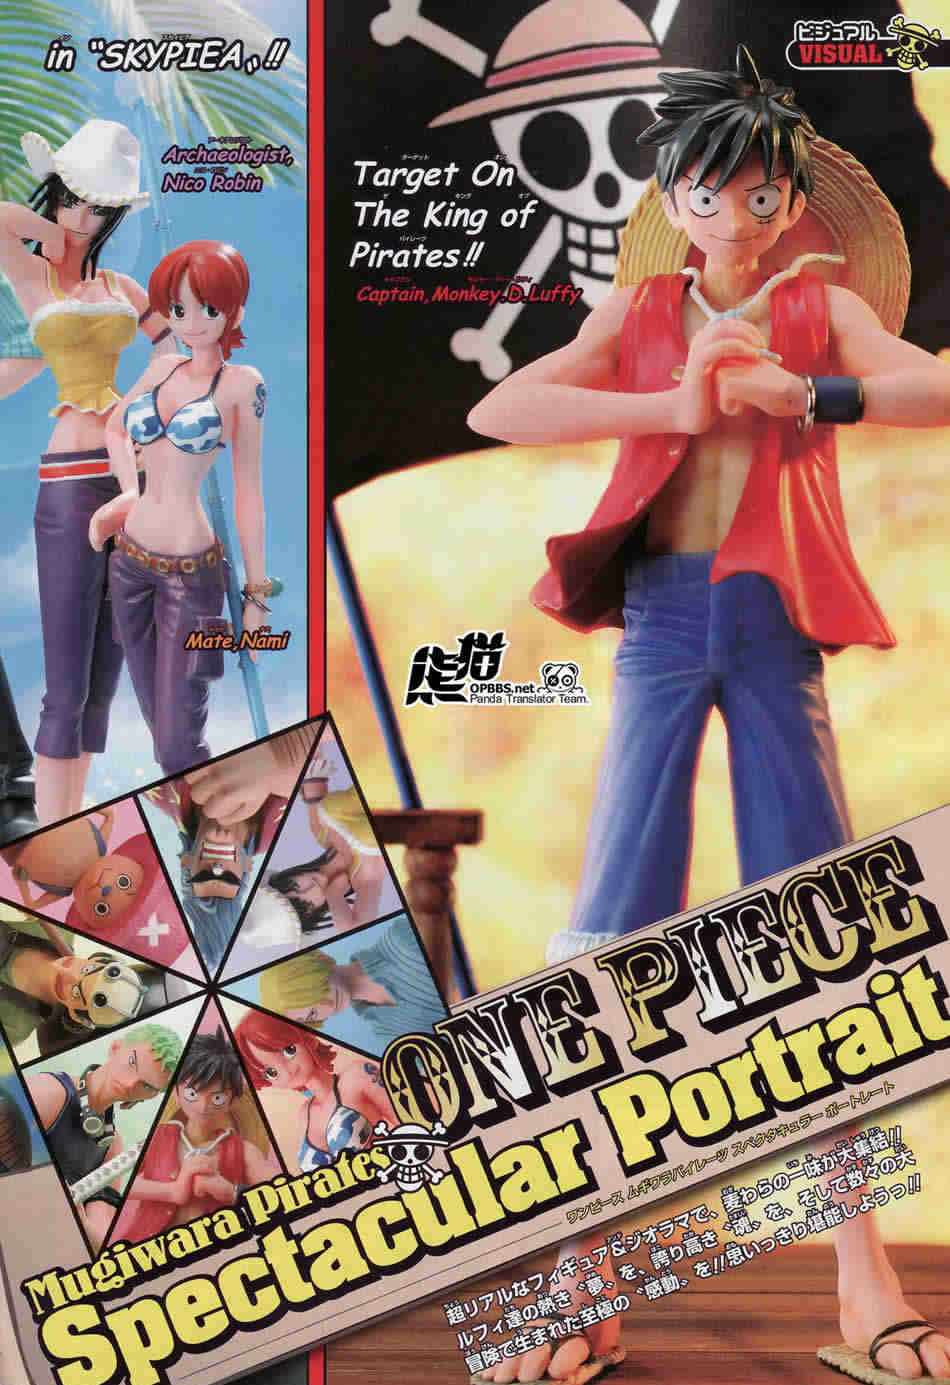 in “SKYPIEA„!!
Archaeologist,
Nico Robin
Mate, Nami
ビジュアル
VISUAL
Target On
The King of
Pirates!!
Captain, Monkey.D.Luffy
OPBBS.net
Panda Translator Team.
ONE PIECE
Mugiwara Pirates
Spectacular Portrait
ワンピース ムギワラパイレーツ スペクタキュラー ポートレート
超リアルなフィギュア&ジオラマで、麦わらの一味が大集結!!
ルフィ達の熱き〝夢〟を、誇り高き〝魂〟を、そして数々の大
冒険で生まれた至極の〝感動〟を!!思いっきり堪能しようっ!!